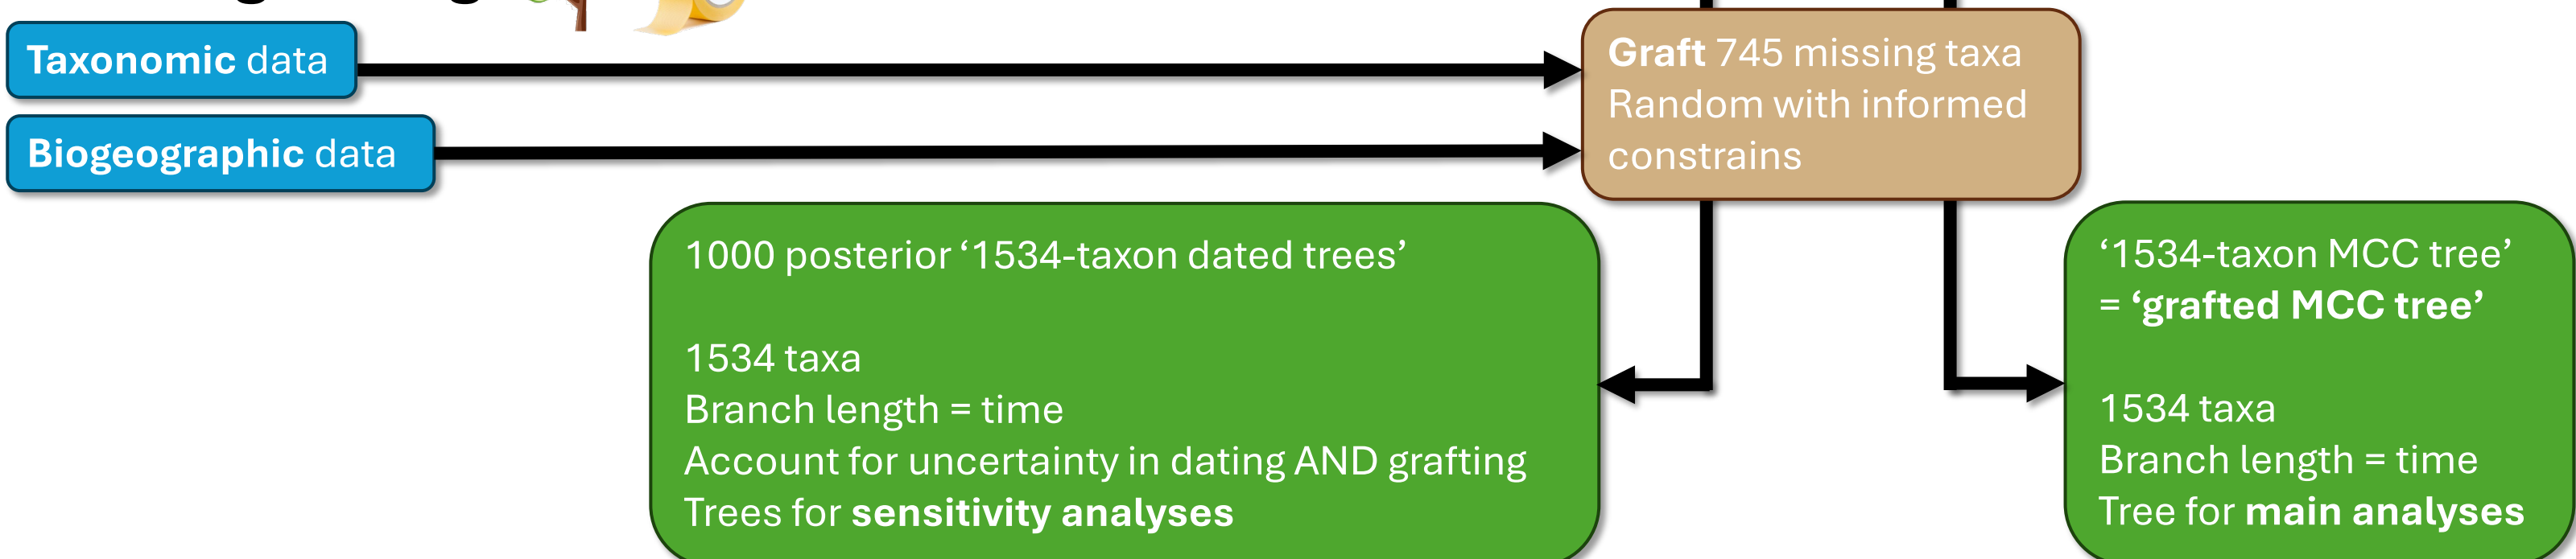 Taxonomic data
Biogeographic data
Graft 745 missing taxa
Random with informed
constrains
1000 posterior ‘1534-taxon dated trees’
1534 taxa
Branch length = time
Account for uncertainty in dating AND grafting
Trees for sensitivity analyses
‘1534-taxon MCC tree’
= ‘grafted MCC tree’
1534 taxa
Branch length = time
Tree for main analyses